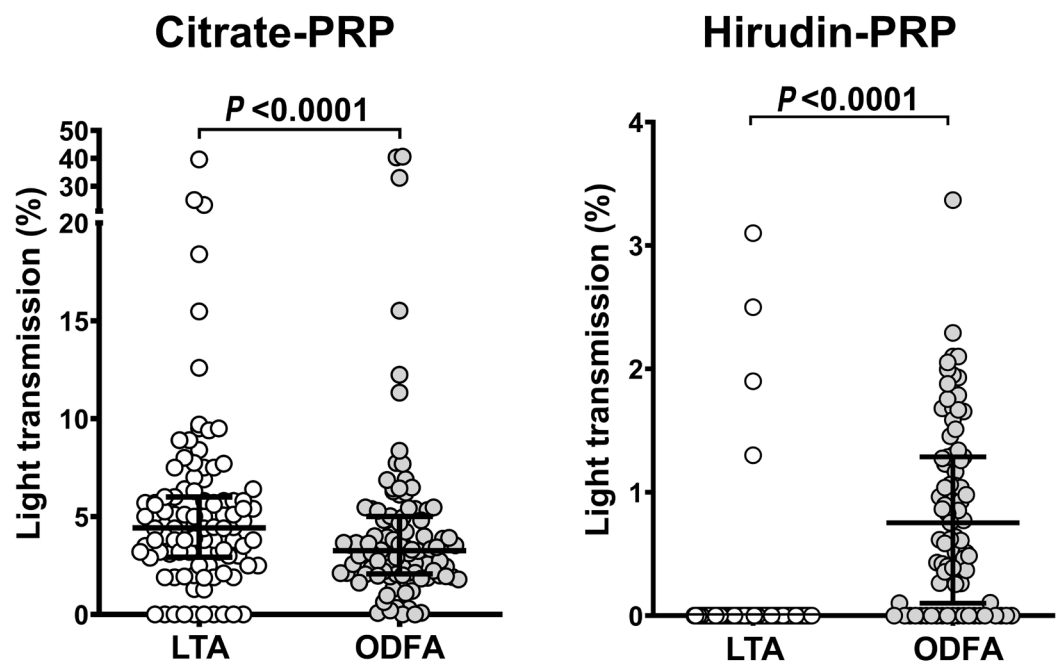 Citrate-PRP
P <0.0001
Light transmission (%)
50
40
30
20
15
10
5
0
LTA
ODFA
Hirudin-PRP
P <0.0001
Light transmission (%)
4
3
2
1
0
LTA
ODFA